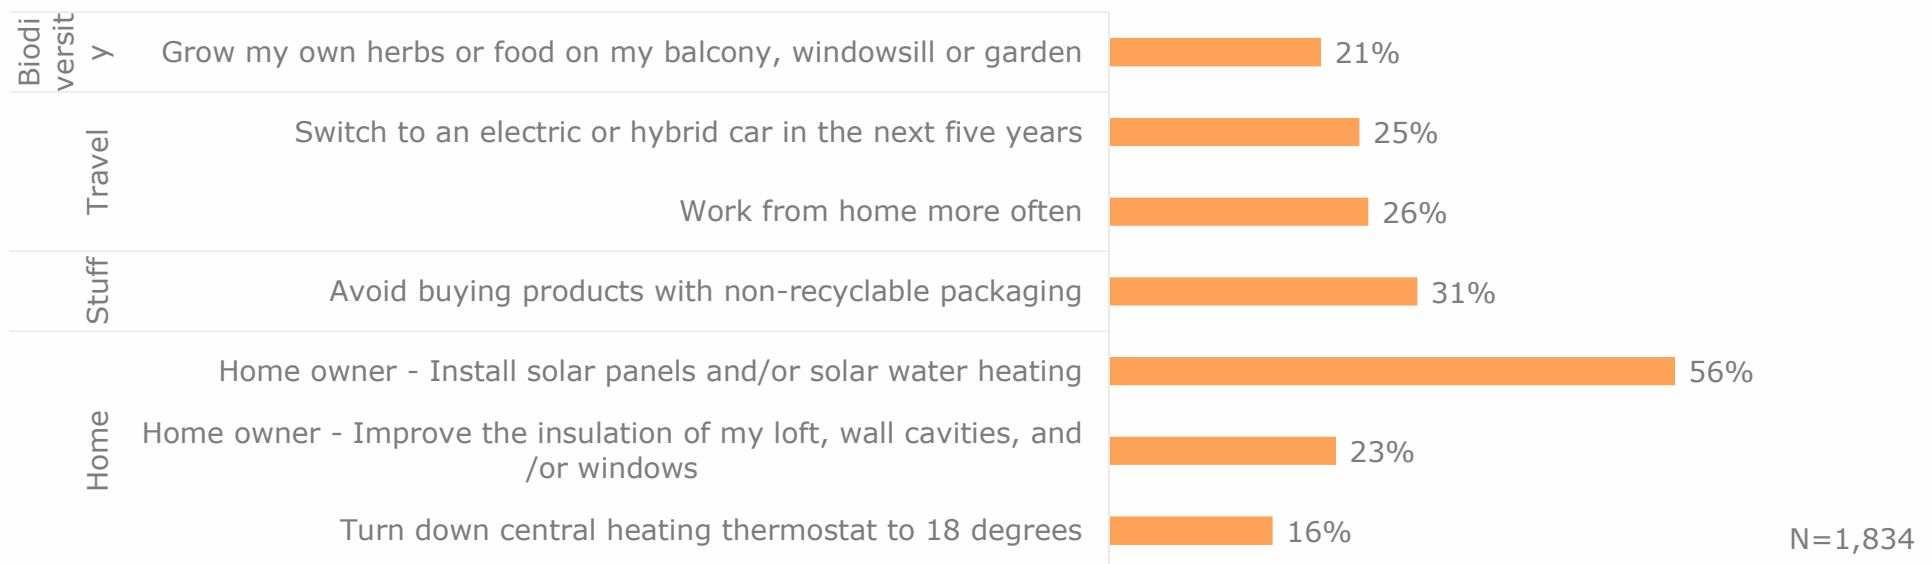 Biodi
versit
y
Grow my own herbs or food on my balcony, windowsill or garden
21%
Travel
Switch to an electric or hybrid car in the next five years
25%
Work from home more often
26%
Stuff
Avoid buying products with non-recyclable packaging
31%
Home
Home owner - Install solar panels and/or solar water heating
56%
Home owner - Improve the insulation of my loft, wall cavities, and
/or windows
23%
Turn down central heating thermostat to 18 degrees
16%
N=1,834